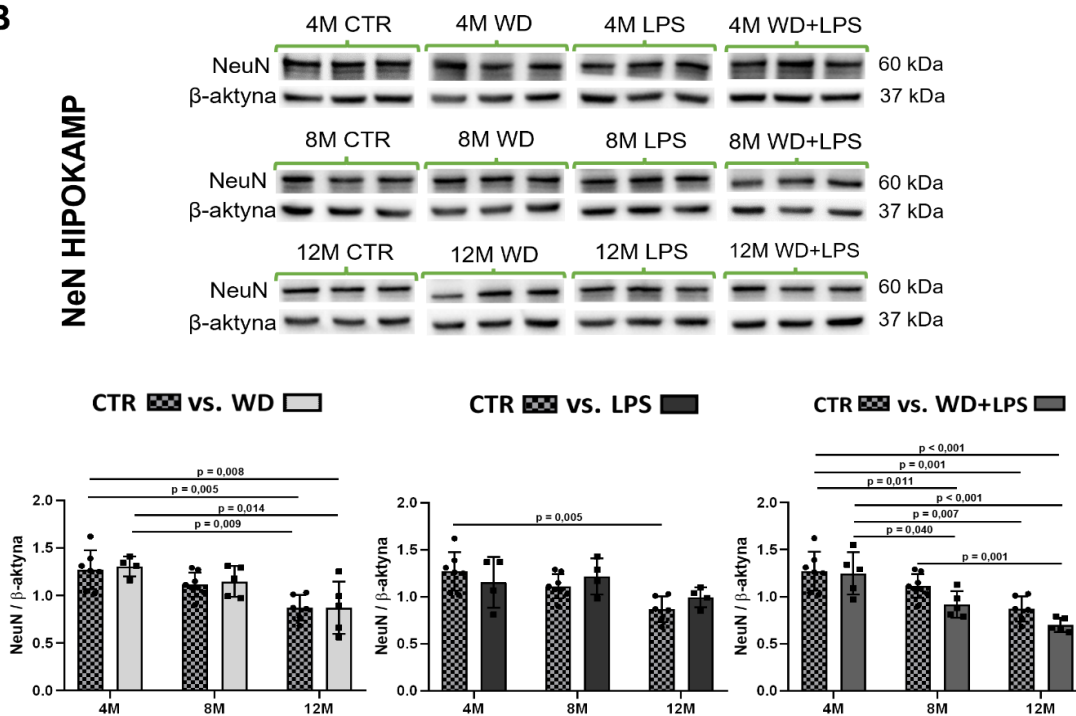 B
NeN HIPOKAMP
4M CTR 4M WD 4M LPS 4M WD+LPS
NeuN 60 kDa
β-aktyna 37 kDa
8M CTR 8M WD 8M LPS 8M WD+LPS
NeuN 60 kDa
β-aktyna 37 kDa
12M CTR 12M WD 12M LPS 12M WD+LPS
NeuN 60 kDa
β-aktyna 37 kDa
CTR vs. WD
p = 0,008
p = 0,005
p = 0,014
p = 0,009
NeuN / β-aktyna
2.0
1.5
1.0
0.5
0.0
4M 8M 12M
CTR vs. LPS
p = 0,005
NeuN / β-aktyna
2.0
1.5
1.0
0.5
0.0
4M 8M 12M
CTR vs. WD+LPS
p < 0,001
p = 0,001
p = 0,011
p < 0,001
p = 0,007
p = 0,040
p = 0,001
NeuN / β-aktyna
2.0
1.5
1.0
0.5
0.0
4M 8M 12M